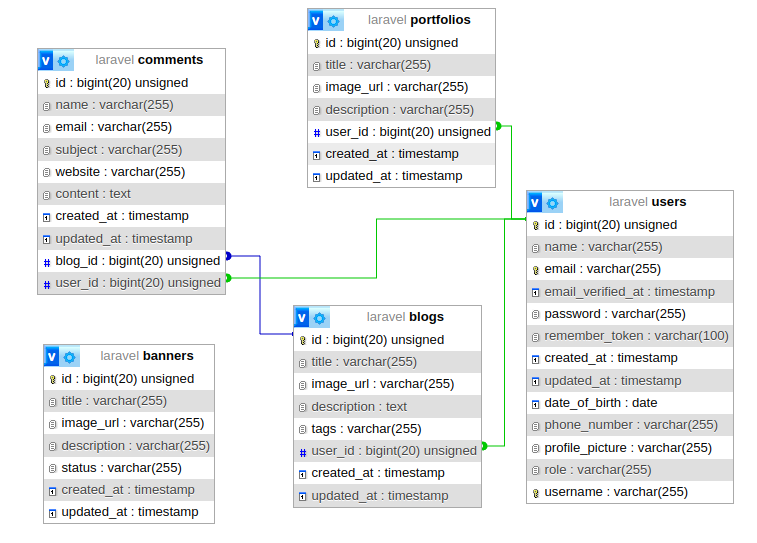 laravel portfolios
id : bigint(20) unsigned
title : varchar(255)
image_url : varchar(255)
description : varchar(255)
user_id : bigint(20) unsigned
created_at : timestamp
updated_at : timestamp
v laravel comments
id : bigint(20) unsigned
name : varchar(255)
email : varchar(255)
subject : varchar(255)
website : varchar(255)
content : text
created_at : timestamp
updated_at : timestamp
blog_id : bigint(20) unsigned
user_id : bigint(20) unsigned
v laravel users
id : bigint(20) unsigned
name : varchar(255)
email : varchar(255)
email_verified_at : timestamp
password : varchar(255)
remember_token : varchar(100)
created_at : timestamp
updated_at : timestamp
date_of_birth : date
phone_number : varchar(255)
profile_picture : varchar(255)
role : varchar(255)
username : varchar(255)
v laravel blogs
id : bigint(20) unsigned
title : varchar(255)
image_url : varchar(255)
description : text
tags : varchar(255)
user_id : bigint(20) unsigned
created_at : timestamp
updated_at : timestamp
v laravel banners
id : bigint(20) unsigned
title : varchar(255)
image_url : varchar(255)
description : varchar(255)
status : varchar(255)
created_at : timestamp
updated_at : timestamp